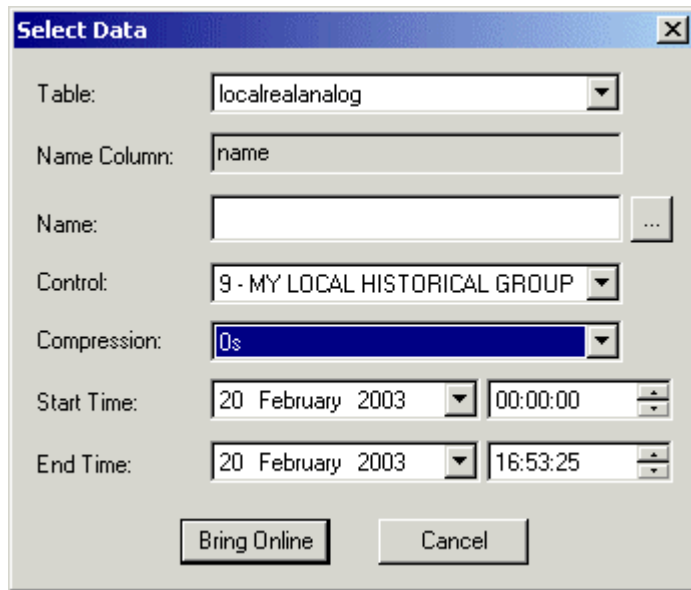 Select Data
Table: localrealanalog
Name Column: name
Name: ...
Control: 9 - MY LOCAL HISTORICAL GROUP
Compression: 0s
Start Time: 20 February 2003 00:00:00
End Time: 20 February 2003 16:53:25
Bring Online Cancel